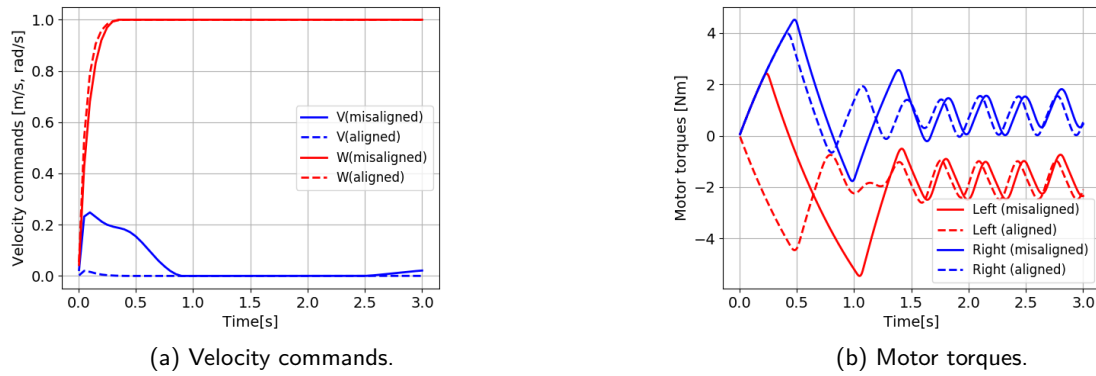 Velocity commands [m/s, rad/s]
1.0
0.8
0.6
0.4
0.2
0.0
V(misaligned)
V(aligned)
W(misaligned)
W(aligned)
0.0 0.5 1.0 1.5 2.0 2.5 3.0
Time[s]
(a) Velocity commands.
Motor torques [Nm]
4
2
0
−2
−4
Left (misaligned)
Left (aligned)
Right (misaligned)
Right (aligned)
0.0 0.5 1.0 1.5 2.0 2.5 3.0
Time[s]
(b) Motor torques.